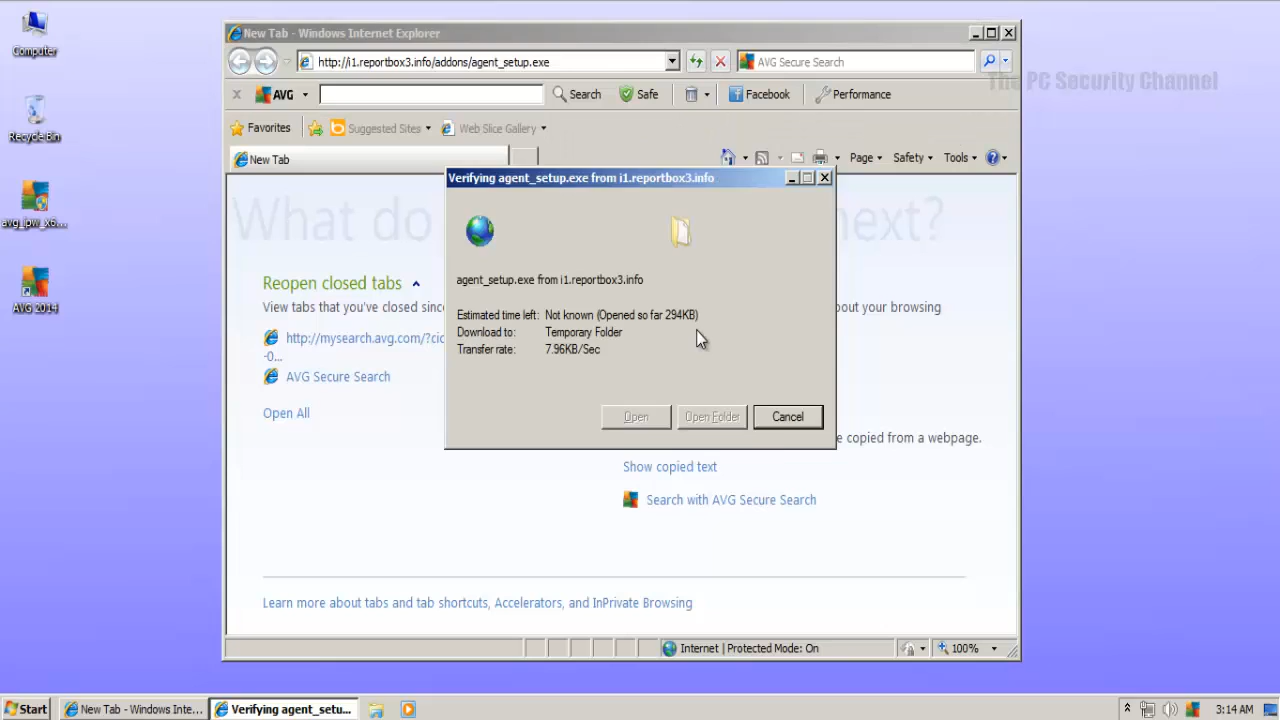 Computer
Recycle Bin
avg_ipw_x6...
AVG 2014
New Tab - Windows Internet Explorer
http://i1.reportbox3.info/addons/agent_setup.exe
AVG Secure Search
The PC Security Channel
AVG
Search
Safe
Facebook
Performance
Favorites
Suggested Sites
Web Slice Gallery
New Tab
Page
Safety
Tools
What do
next?
Verifying agent_setup.exe from i1.reportbox3.info
agent_setup.exe from i1.reportbox3.info
Estimated time left: Not known (Opened so far 294KB)
Download to: Temporary Folder
Transfer rate: 7.96KB/Sec
Open
Open Folder
Cancel
Reopen closed tabs
View tabs that you've closed sinc
http://mysearch.avg.com/?cic
-0...
AVG Secure Search
Open All
bout your browsing
e copied from a webpage.
Show copied text
Search with AVG Secure Search
Learn more about tabs and tab shortcuts, Accelerators, and InPrivate Browsing
Internet | Protected Mode: On
100%
Start
New Tab - Windows Inte...
Verifying agent_setu...
3:14 AM